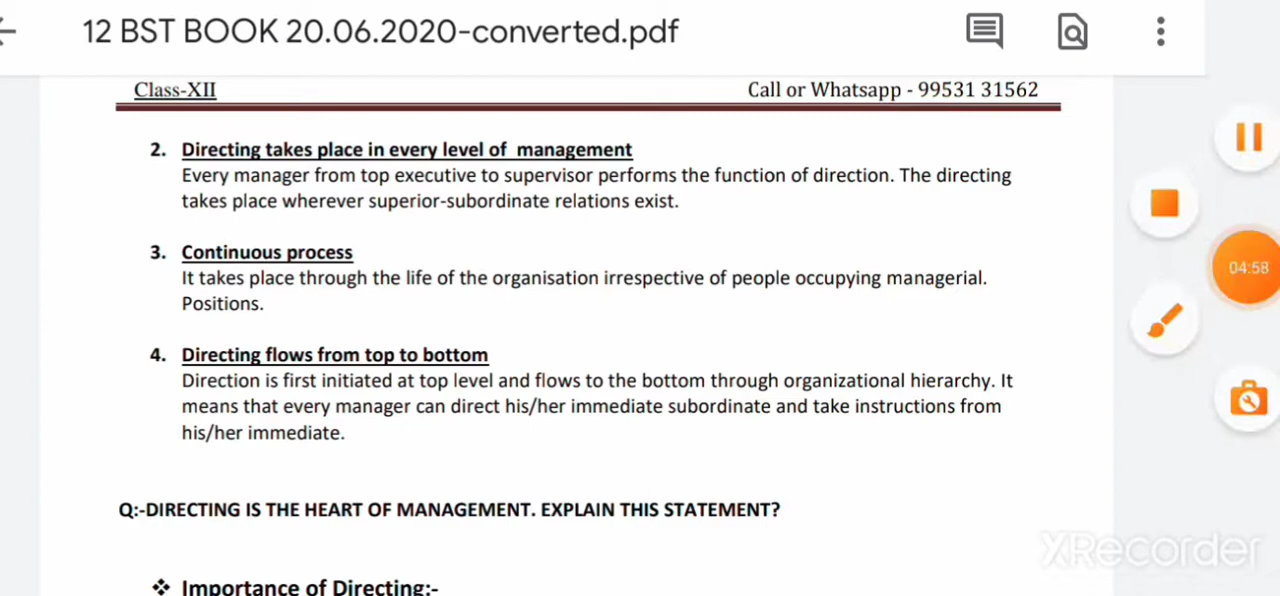 12 BST BOOK 20.06.2020-converted.pdf
Class-XII
Call or Whatsapp - 99531 31562
2. Directing takes place in every level of management
Every manager from top executive to supervisor performs the function of direction. The directing
takes place wherever superior-subordinate relations exist.
3. Continuous process
It takes place through the life of the organisation irrespective of people occupying managerial.
Positions.
04:58
4. Directing flows from top to bottom
Direction is first initiated at top level and flows to the bottom through organizational hierarchy. It
means that every manager can direct his/her immediate subordinate and take instructions from
his/her immediate.
Q:-DIRECTING IS THE HEART OF MANAGEMENT. EXPLAIN THIS STATEMENT?
XRecorder
❖ Importance of Directing:-